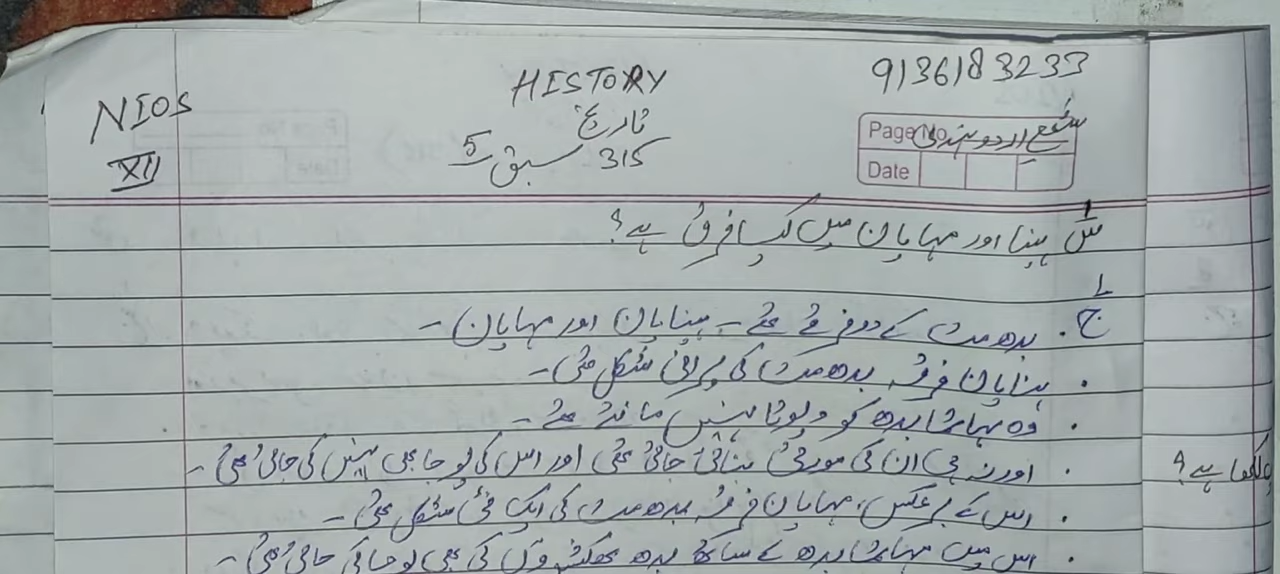 NIOS
XII
HISTORY
تاریخ
315 سبق 5
9136183233
Page No.
شمع اردو ہندی
Date
س 1 ہینا اور مہایان میں کیا فرق ہے؟
ج 1
. بدھ مت کے دو فرقے تھے ۔ ہینایان اور مہایان ۔
. ہنایان فرقہ بدھ مت کی پرانی شکل تھی ۔
. وہ مہاتما بدھ کو دیوتا نہیں مانتے تھے ۔
. اور نہ ہی ان کی مورتی بنائی جاتی تھی اور اس کی پوجا بھی نہیں کی جاتی تھی ۔
. اس کے برعکس، مہایان فرقہ بدھ مت کی ایک نئی شکل تھی ۔
. اس میں مہاتما بدھ کے ساتھ بدھ کی بھی پوجا کی جاتی تھی ۔
لکھا ہے؟